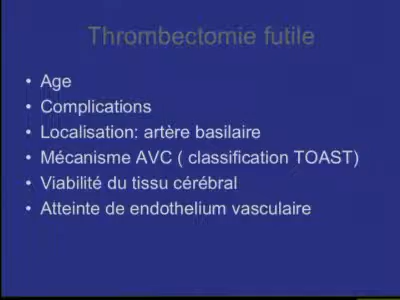 Thrombectomie futile
• Age
• Complications
• Localisation: artère basilaire
• Mécanisme AVC ( classification TOAST)
• Viabilité du tissu cérébral
• Atteinte de endothelium vasculaire